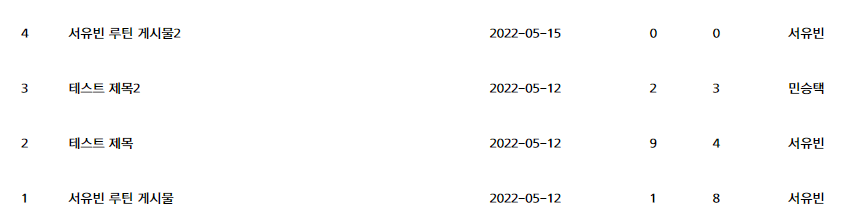 4 서유빈 루틴 게시물2 2022-05-15 0 0 서유빈
3 테스트 제목2 2022-05-12 2 3 민승택
2 테스트 제목 2022-05-12 9 4 서유빈
1 서유빈 루틴 게시물 2022-05-12 1 8 서유빈